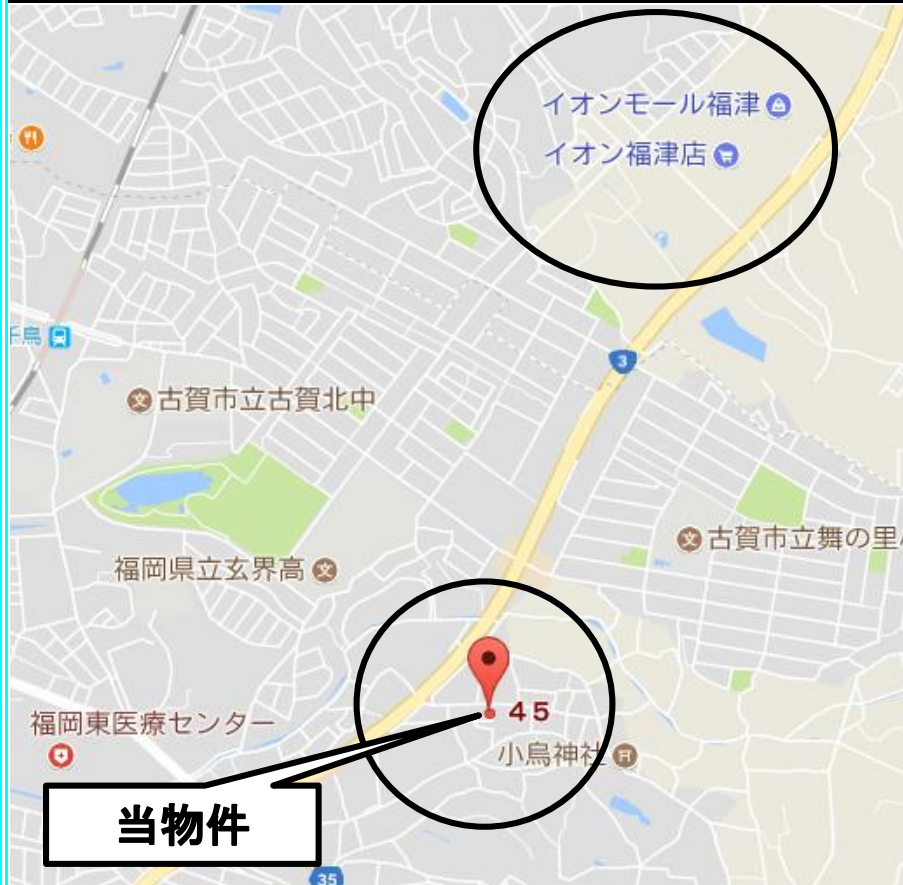 イオンモール福津
イオン福津店
千鳥
3
古賀市立古賀北中
古賀市立舞の里
福岡県立玄界高
45
福岡東医療センター
小烏神社
当物件
35